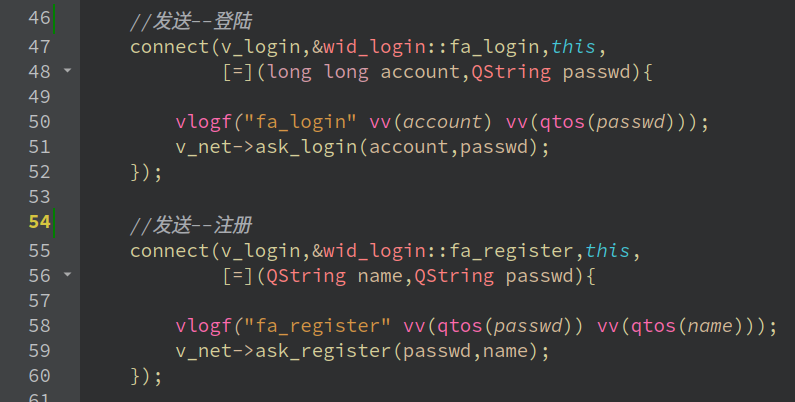 46 //发送--登陆
47 connect(v_login,&wid_login::fa_login,this,
48 [=](long long account,QString passwd){
49
50 vlogf("fa_login" vv(account) vv(qtos(passwd)));
51 v_net->ask_login(account,passwd);
52 });
53
54 //发送--注册
55 connect(v_login,&wid_login::fa_register,this,
56 [=](QString name,QString passwd){
57
58 vlogf("fa_register" vv(qtos(passwd)) vv(qtos(name)));
59 v_net->ask_register(passwd,name);
60 });
61